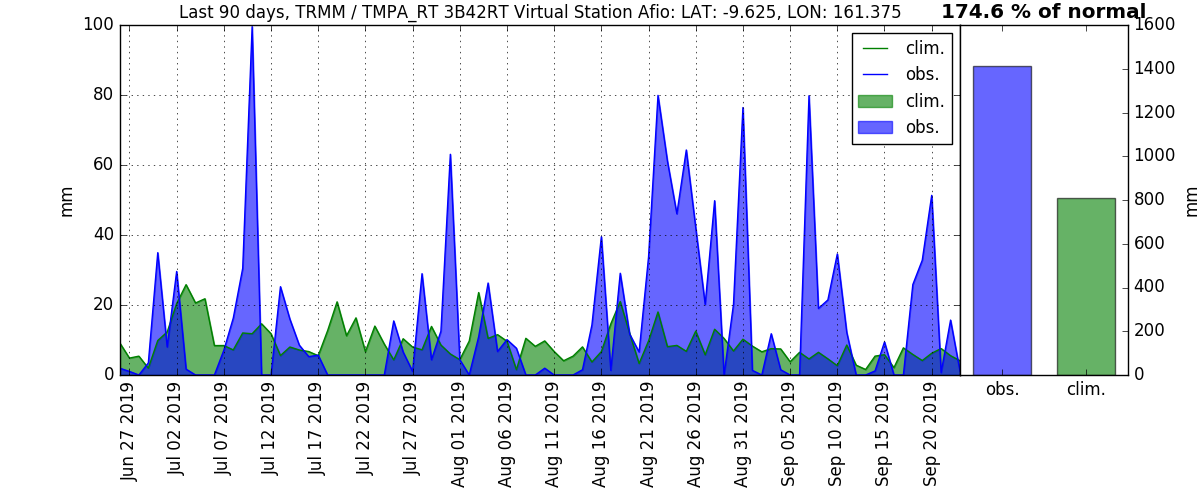 Last 90 days, TRMM / TMPA_RT 3B42RT Virtual Station Afio: LAT: -9.625, LON: 161.375
174.6 % of normal
100
80
60
40
20
0
mm
clim.
obs.
clim.
obs.
1600
1400
1200
1000
800
600
400
200
0
mm
Jun 27 2019
Jul 02 2019
Jul 07 2019
Jul 12 2019
Jul 17 2019
Jul 22 2019
Jul 27 2019
Aug 01 2019
Aug 06 2019
Aug 11 2019
Aug 16 2019
Aug 21 2019
Aug 26 2019
Aug 31 2019
Sep 05 2019
Sep 10 2019
Sep 15 2019
Sep 20 2019
obs.
clim.